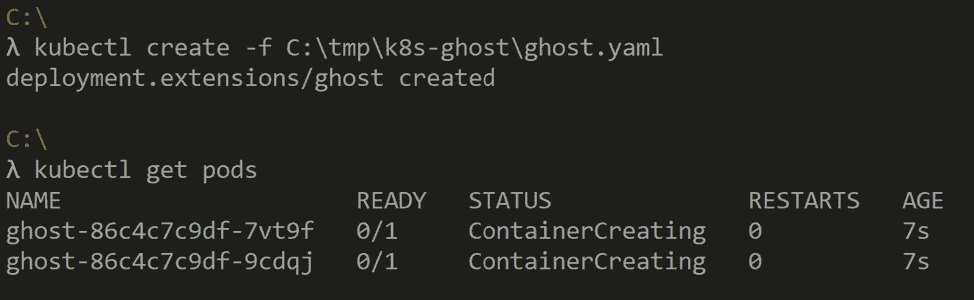 C:\
λ kubectl create -f C:\tmp\k8s-ghost\ghost.yaml
deployment.extensions/ghost created
C:\
λ kubectl get pods
NAME READY STATUS RESTARTS AGE
ghost-86c4c7c9df-7vt9f 0/1 ContainerCreating 0 7s
ghost-86c4c7c9df-9cdqj 0/1 ContainerCreating 0 7s